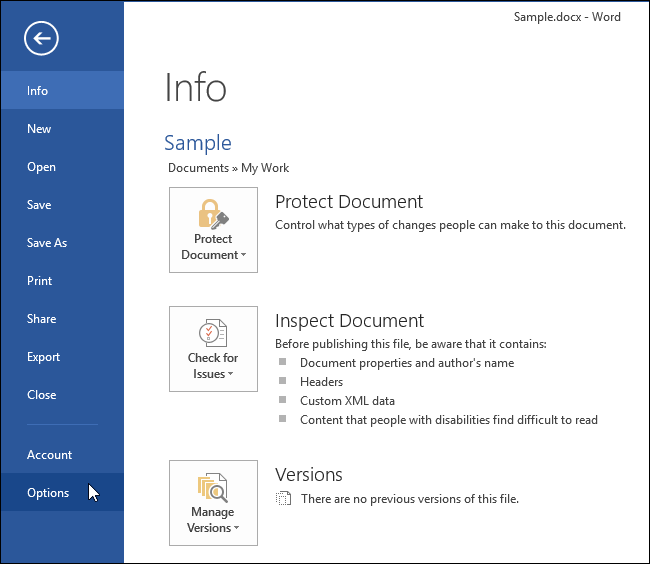 Sample.docx - Word
Info
New
Open
Save
Save As
Print
Share
Export
Close
Account
Options
Info
Sample
Documents » My Work
Protect
Document
Protect Document
Control what types of changes people can make to this document.
Check for
Issues
Inspect Document
Before publishing this file, be aware that it contains:
Document properties and author's name
Headers
Custom XML data
Content that people with disabilities find difficult to read
Manage
Versions
Versions
There are no previous versions of this file.